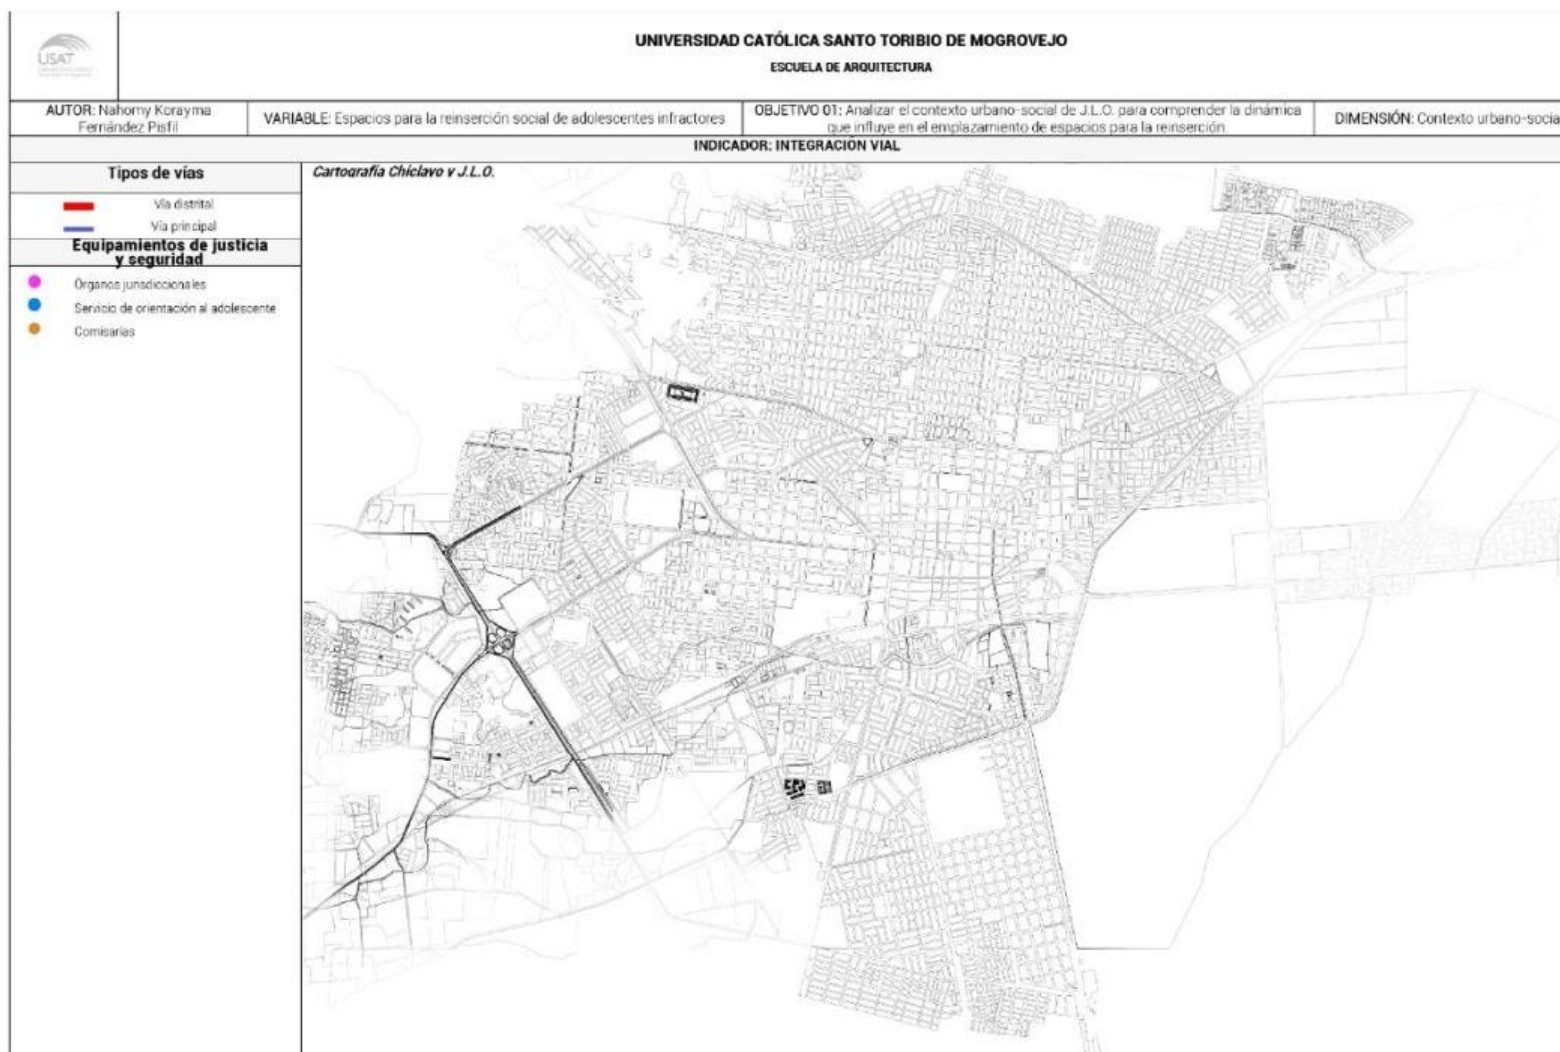 USAT
UNIVERSIDAD CATÓLICA SANTO TORIBIO DE MOGROVEJO
ESCUELA DE ARQUITECTURA
AUTOR: Nahomy Korayma
Fernández Pisfil
VARIABLE: Espacios para la reinserción social de adolescentes infractores
OBJETIVO 01: Analizar el contexto urbano-social de J.L.O. para comprender la dinámica
que influye en el emplazamiento de espacios para la reinserción.
DIMENSIÓN: Contexto urbano-socia
INDICADOR: INTEGRACIÓN VIAL
Tipos de vías
Vía distrital
Vía principal
Equipamientos de justicia
y seguridad
Órganos jurisdiccionales
Servicio de orientación al adolescente
Comisarías
Cartografía Chiclayo y J.L.O.